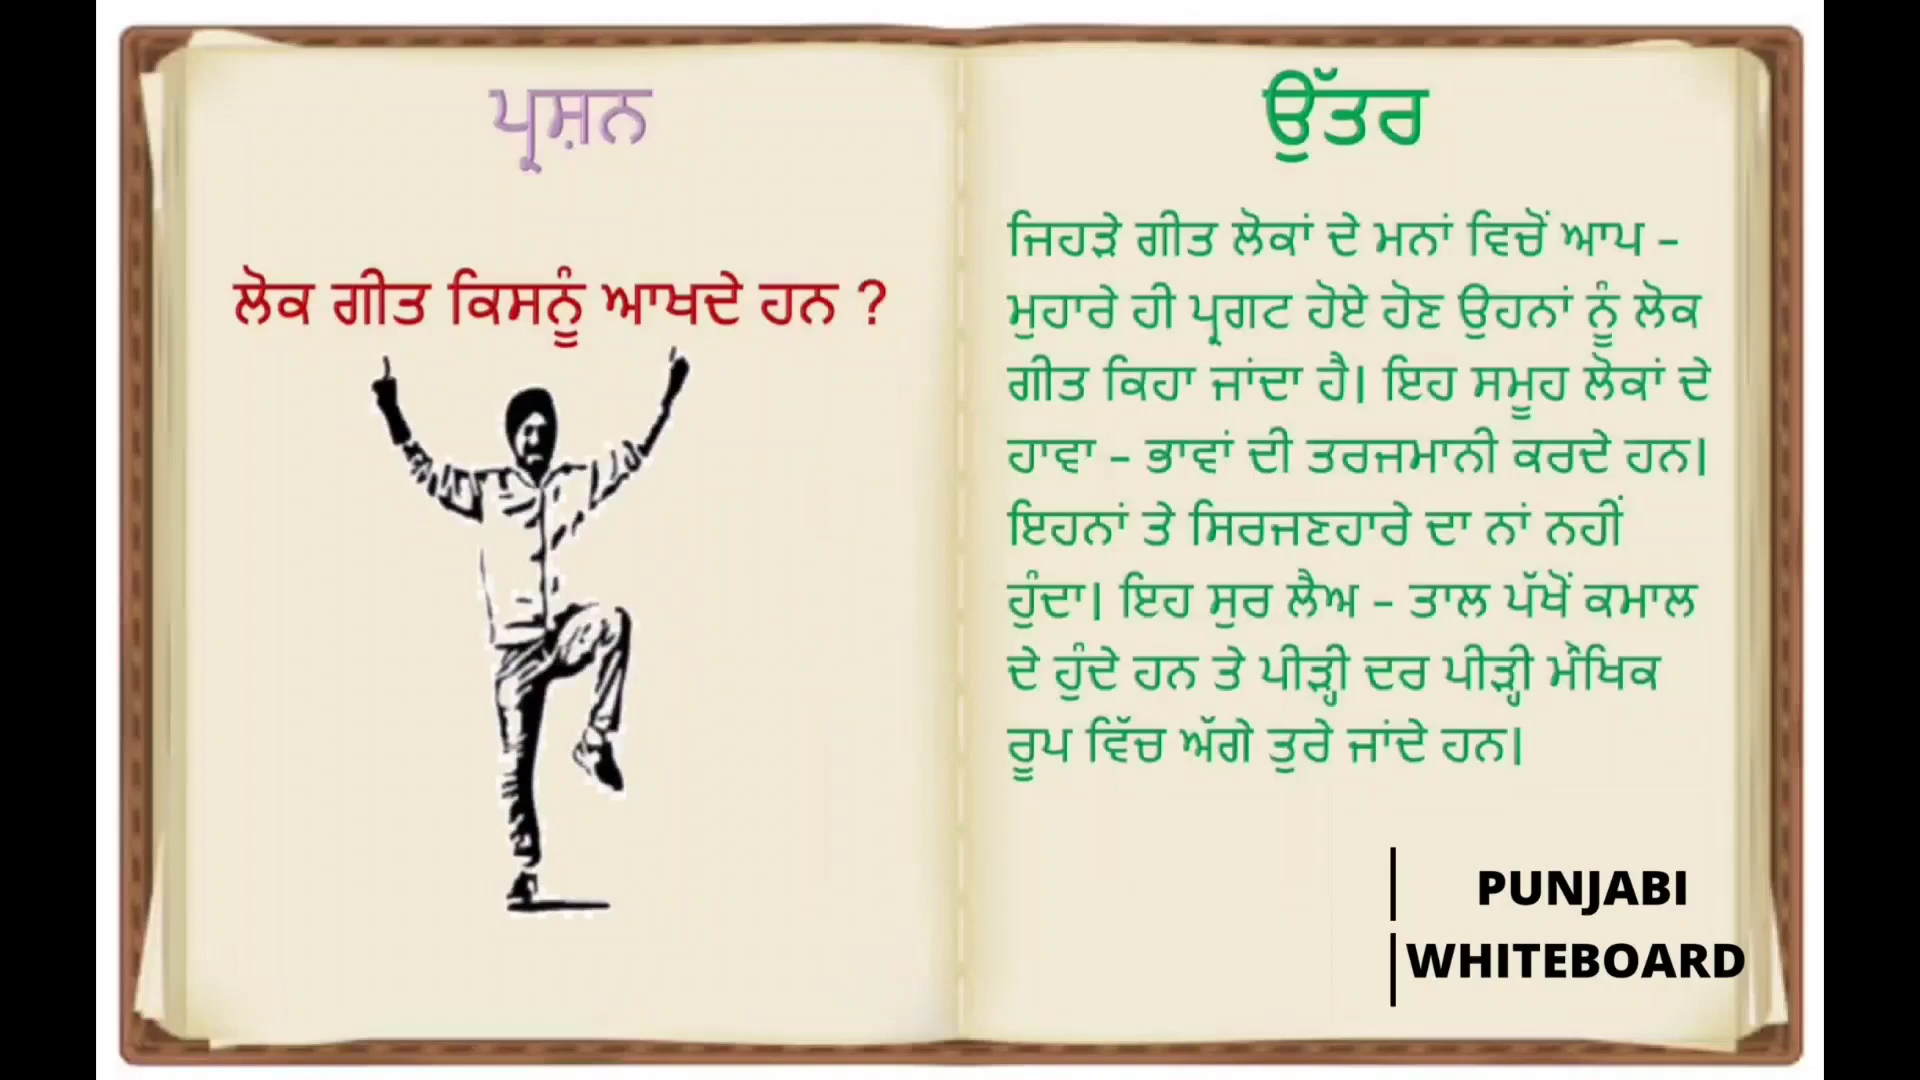 ਪ੍ਰਸ਼ਨ
ਲੋਕ ਗੀਤ ਕਿਸਨੂੰ ਆਖਦੇ ਹਨ ?
ਉੱਤਰ
ਜਿਹੜੇ ਗੀਤ ਲੋਕਾਂ ਦੇ ਮਨਾਂ ਵਿਚੋਂ ਆਪ –
ਮੁਹਾਰੇ ਹੀ ਪ੍ਰਗਟ ਹੋਏ ਹੋਣ ਉਹਨਾਂ ਨੂੰ ਲੋਕ
ਗੀਤ ਕਿਹਾ ਜਾਂਦਾ ਹੈ। ਇਹ ਸਮੂਹ ਲੋਕਾਂ ਦੇ
ਹਾਵਾ – ਭਾਵਾਂ ਦੀ ਤਰਜਮਾਨੀ ਕਰਦੇ ਹਨ।
ਇਹਨਾਂ ਤੇ ਸਿਰਜਣਹਾਰੇ ਦਾ ਨਾਂ ਨਹੀਂ
ਹੁੰਦਾ। ਇਹ ਸੁਰ ਲੈਅ – ਤਾਲ ਪੱਖੋਂ ਕਮਾਲ
ਦੇ ਹੁੰਦੇ ਹਨ ਤੇ ਪੀੜ੍ਹੀ ਦਰ ਪੀੜ੍ਹੀ ਮੌਖਿਕ
ਰੂਪ ਵਿੱਚ ਅੱਗੇ ਤੁਰੇ ਜਾਂਦੇ ਹਨ।
PUNJABI
WHITEBOARD